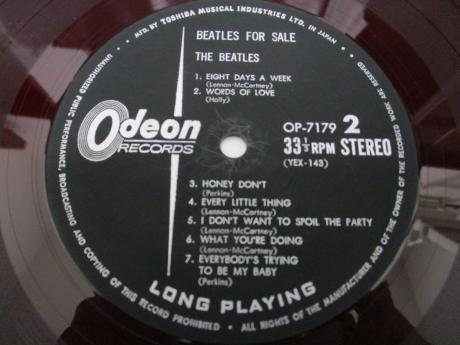 MFD. BY TOSHIBA MUSICAL INDUSTRIES LTD. IN JAPAN •
ALL RIGHTS OF THE MANUFACTURER AND OF THE OWNER OF THE RECORDED WORK ARE RESERVED
UNAUTHORIZED PUBLIC PERFORMANCE, BROADCASTING AND COPYING OF THIS RECORD PROHIBITED •
BEATLES FOR SALE
THE BEATLES
1. EIGHT DAYS A WEEK
(Lennon-McCartney)
2. WORDS OF LOVE
(Holly)
Odeon
RECORDS
OP-7179 2
33⅓RPM STEREO
(YEX-143)
3. HONEY DON'T
(Perkins)
4. EVERY LITTLE THING
(Lennon-McCartney)
5. I DON'T WANT TO SPOIL THE PARTY
(Lennon-McCartney)
6. WHAT YOU'RE DOING
(Lennon-McCartney)
7. EVERYBODY'S TRYING
TO BE MY BABY
(Perkins)
LONG PLAYING